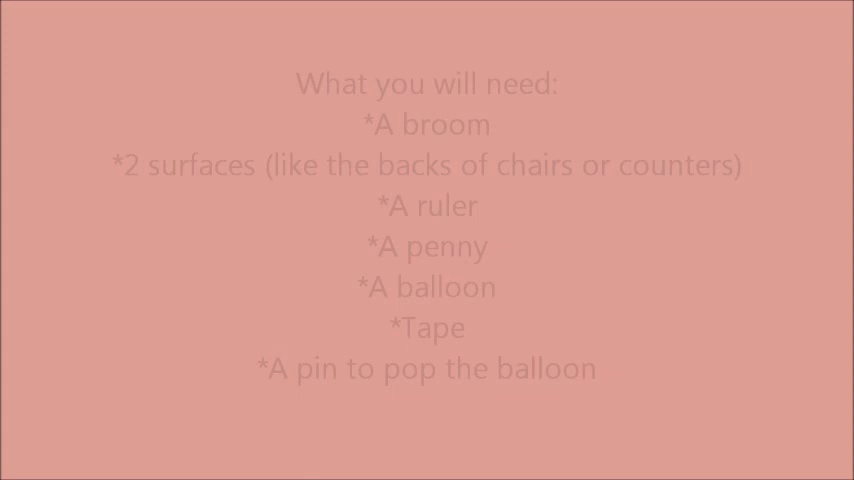 What you will need:
*A broom
*2 surfaces (like the backs of chairs or counters)
*A ruler
*A penny
*A balloon
*Tape
*A pin to pop the balloon